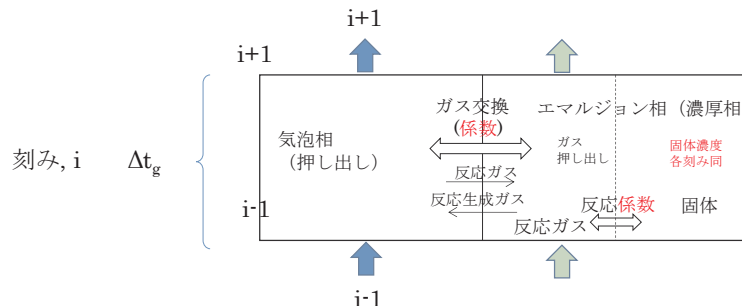 i+1
i+1
ガス交換
(係数)
エマルジョン相（濃厚相
気泡相
（押し出し）
ガス
押し出し
固体濃度
各刻み同
刻み, i
Δtg
反応ガス
反応生成ガス
i-1
反応係数
固体
反応ガス
i-1